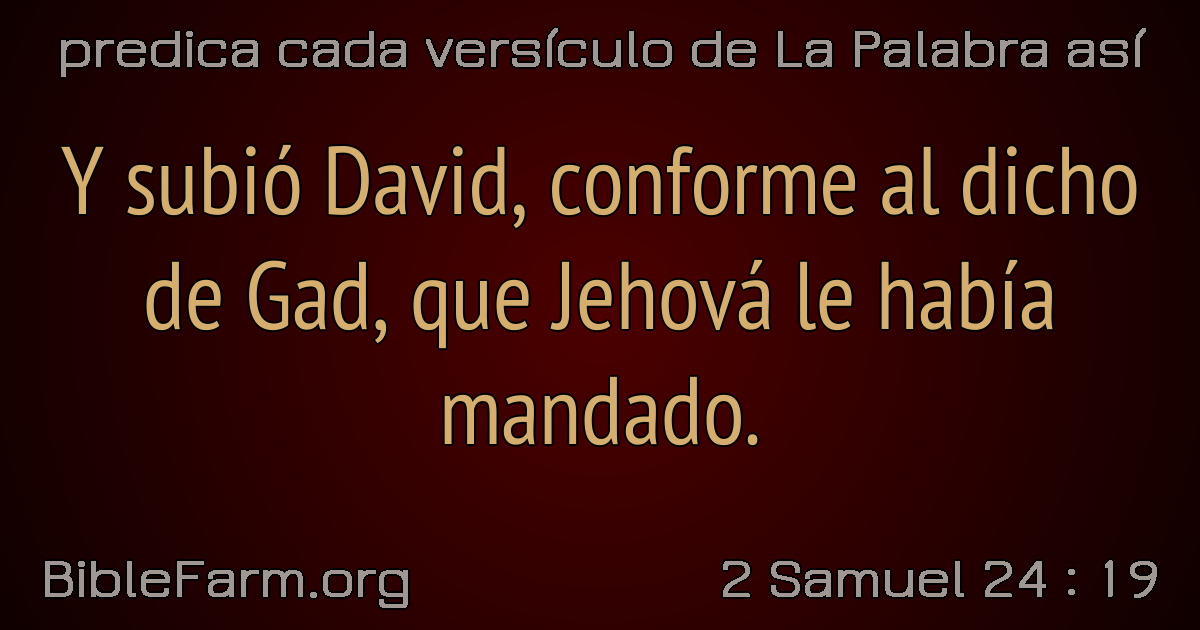 predica cada versículo de La Palabra así
Y subió David, conforme al dicho
de Gad, que Jehová le había
mandado.
BibleFarm.org
2 Samuel 24 : 19